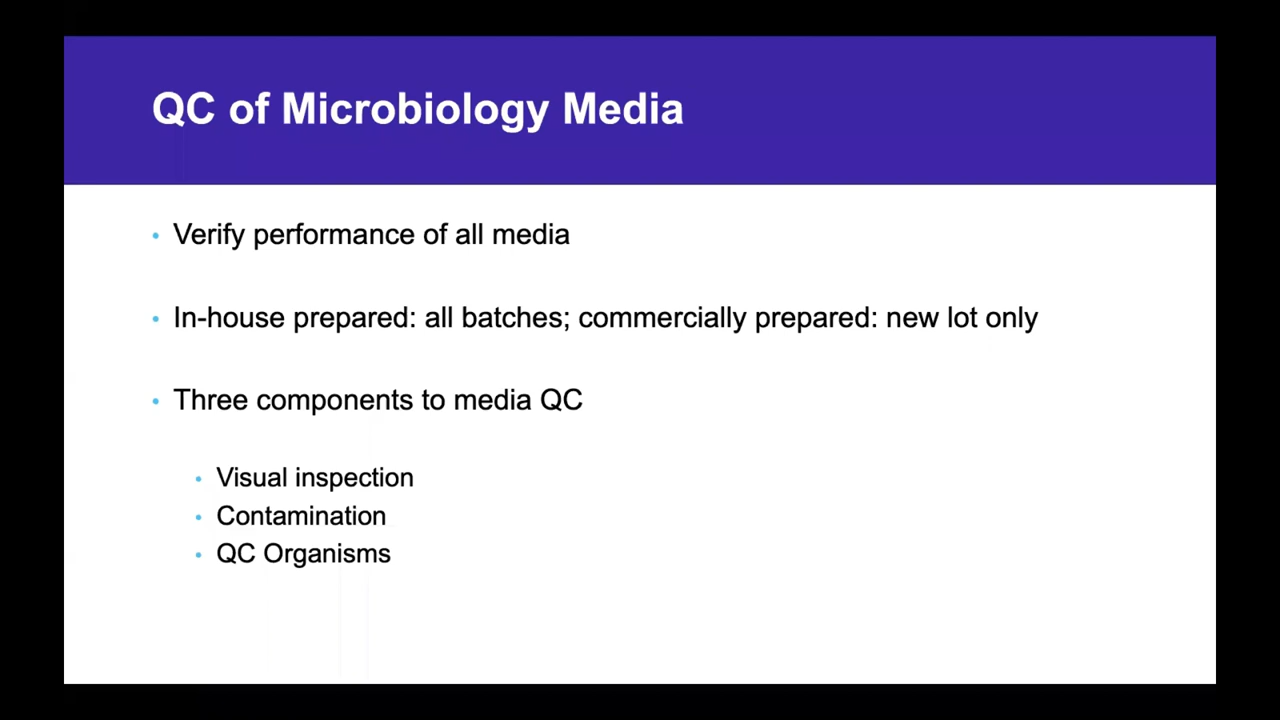 QC of Microbiology Media
• Verify performance of all media
• In-house prepared: all batches; commercially prepared: new lot only
• Three components to media QC
• Visual inspection
• Contamination
• QC Organisms